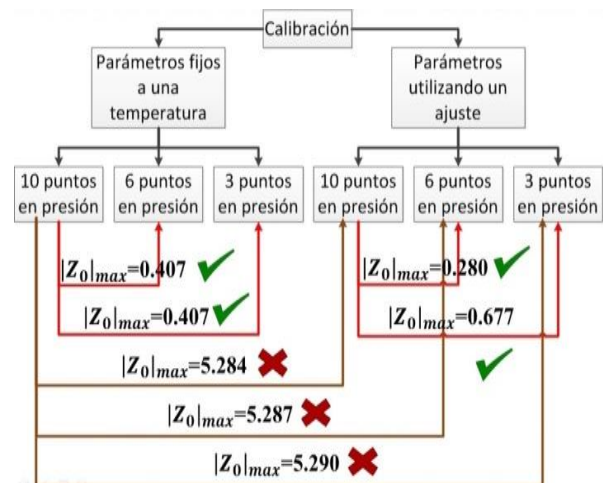 Calibración
Parámetros fijos
a una
temperatura
Parámetros
utilizando un
ajuste
10 puntos
en presión
6 puntos
en presión
3 puntos
en presión
10 puntos
en presión
6 puntos
en presión
3 puntos
en presión
|Z₀|ₘₐₓ=0.407
|Z₀|ₘₐₓ=0.280
|Z₀|ₘₐₓ=0.407
|Z₀|ₘₐₓ=0.677
|Z₀|ₘₐₓ=5.284
|Z₀|ₘₐₓ=5.287
|Z₀|ₘₐₓ=5.290